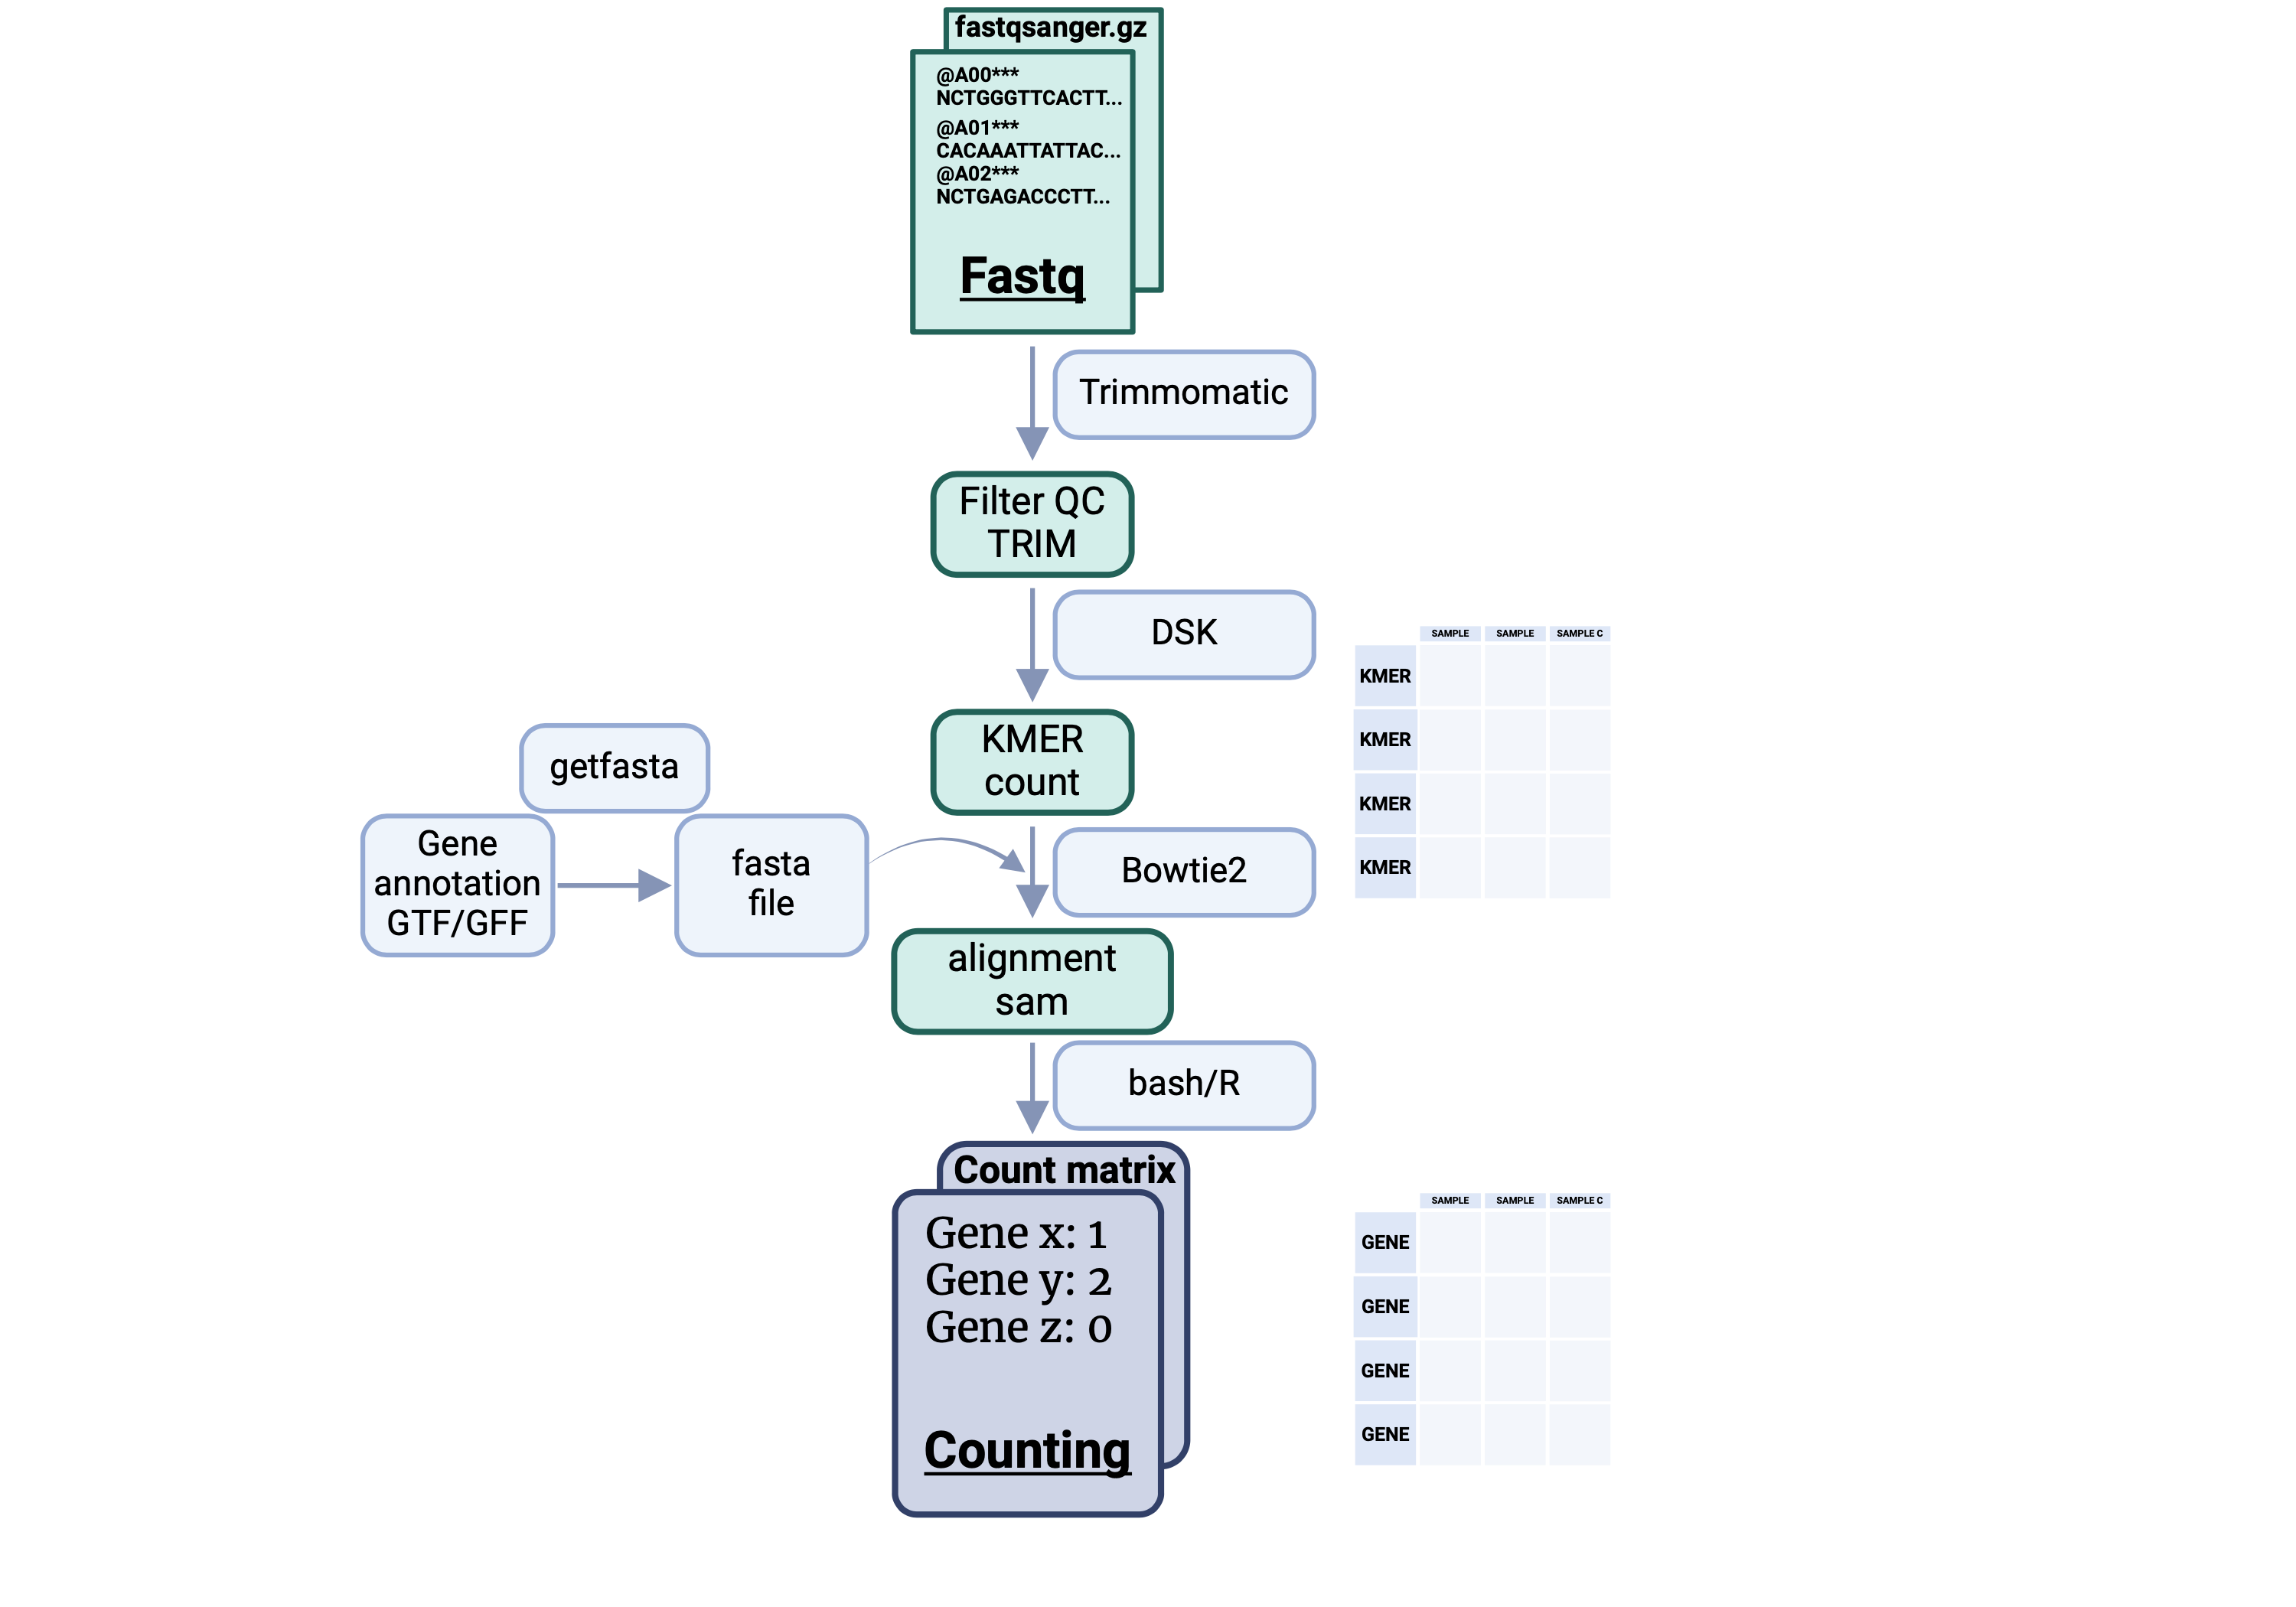 fastqsanger.gz
@A00***
NCTGGGTTCACTT...
@A01***
CACAAATTATTAC...
@A02***
NCTGAGACCCTT...
Fastq
Trimmomatic
Filter QC
TRIM
DSK
SAMPLE SAMPLE SAMPLE C
KMER
KMER
KMER
KMER
KMER
count
getfasta
Gene
annotation
GTF/GFF
fasta
file
Bowtie2
alignment
sam
bash/R
Count matrix
Gene x: 1
Gene y: 2
Gene z: 0
Counting
SAMPLE SAMPLE SAMPLE C
GENE
GENE
GENE
GENE